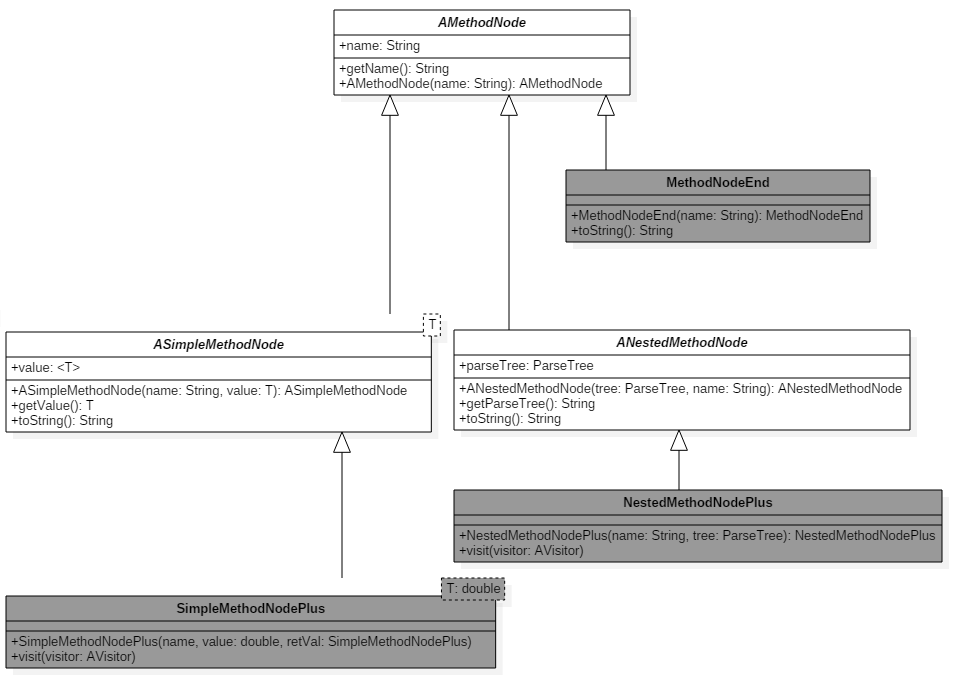 AMethodNode
+name: String
+getName(): String
+AMethodNode(name: String): AMethodNode
MethodNodeEnd
+MethodNodeEnd(name: String): MethodNodeEnd
+toString(): String
T
ASimpleMethodNode
+value: <T>
+ASimpleMethodNode(name: String, value: T): ASimpleMethodNode
+getValue(): T
+toString(): String
ANestedMethodNode
+parseTree: ParseTree
+ANestedMethodNode(tree: ParseTree, name: String): ANestedMethodNode
+getParseTree(): String
+toString(): String
NestedMethodNodePlus
+NestedMethodNodePlus(name: String, tree: ParseTree): NestedMethodNodePlus
+visit(visitor: AVisitor)
T: double
SimpleMethodNodePlus
+SimpleMethodNodePlus(name, value: double, retVal: SimpleMethodNodePlus)
+visit(visitor: AVisitor)